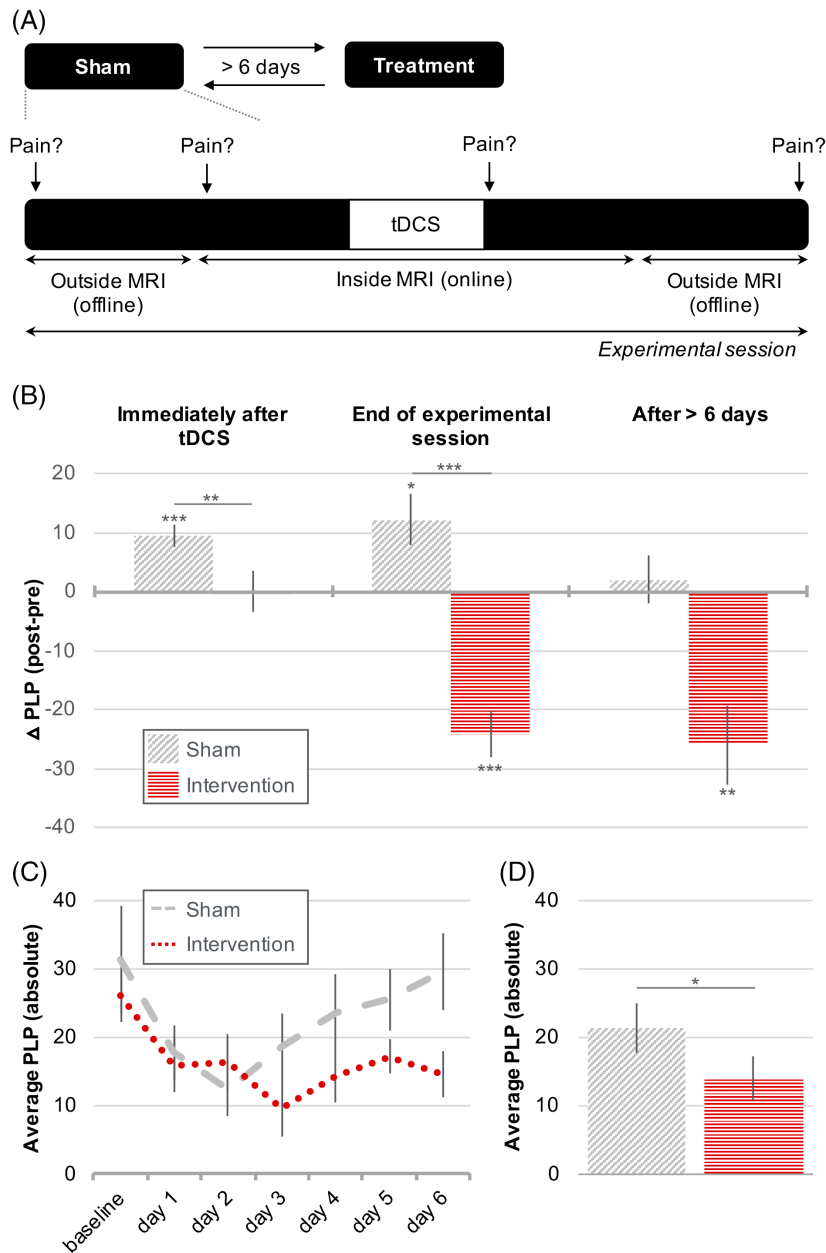 (A)
Sham
> 6 days
Treatment
Pain?
Pain?
Pain?
Pain?
tDCS
Outside MRI
(offline)
Inside MRI (online)
Outside MRI
(offline)
Experimental session
(B)
Immediately after
tDCS
End of experimental
session
After > 6 days
Δ PLP (post-pre)
20
10
0
-10
-20
-30
-40
***
**
*
***
***
**
Sham
Intervention
(C)
Average PLP (absolute)
40
30
20
10
0
Sham
Intervention
baseline
day 1
day 2
day 3
day 4
day 5
day 6
(D)
Average PLP (absolute)
40
30
20
10
0
*